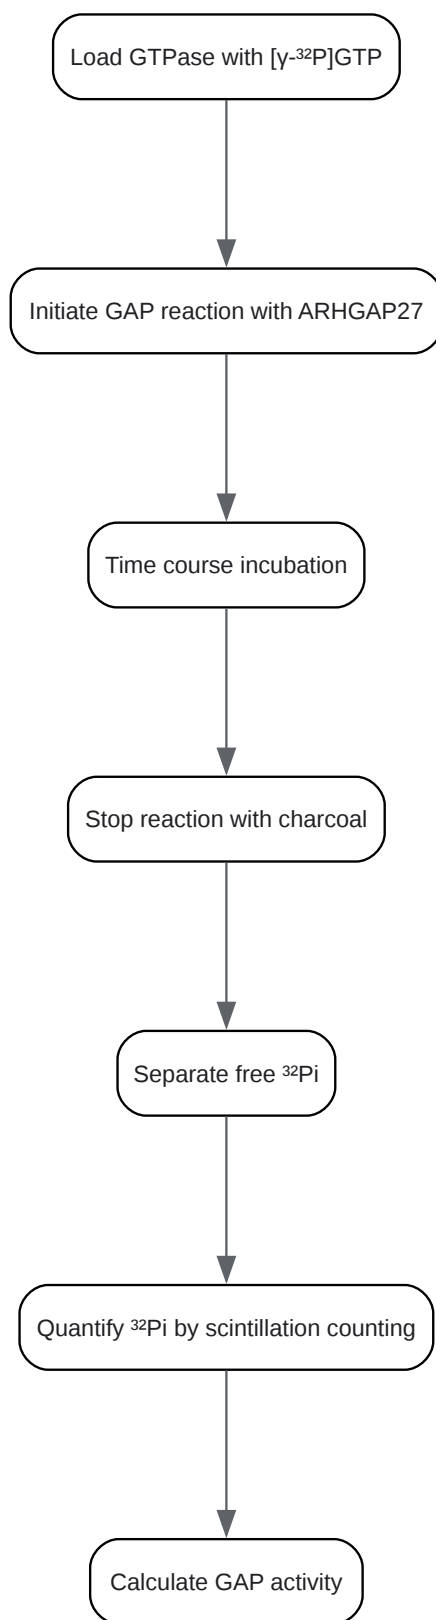 Load GTPase with [γ-³²P]GTP
Initiate GAP reaction with ARHGAP27
Time course incubation
Stop reaction with charcoal
Separate free ³²Pi
Quantify ³²Pi by scintillation counting
Calculate GAP activity